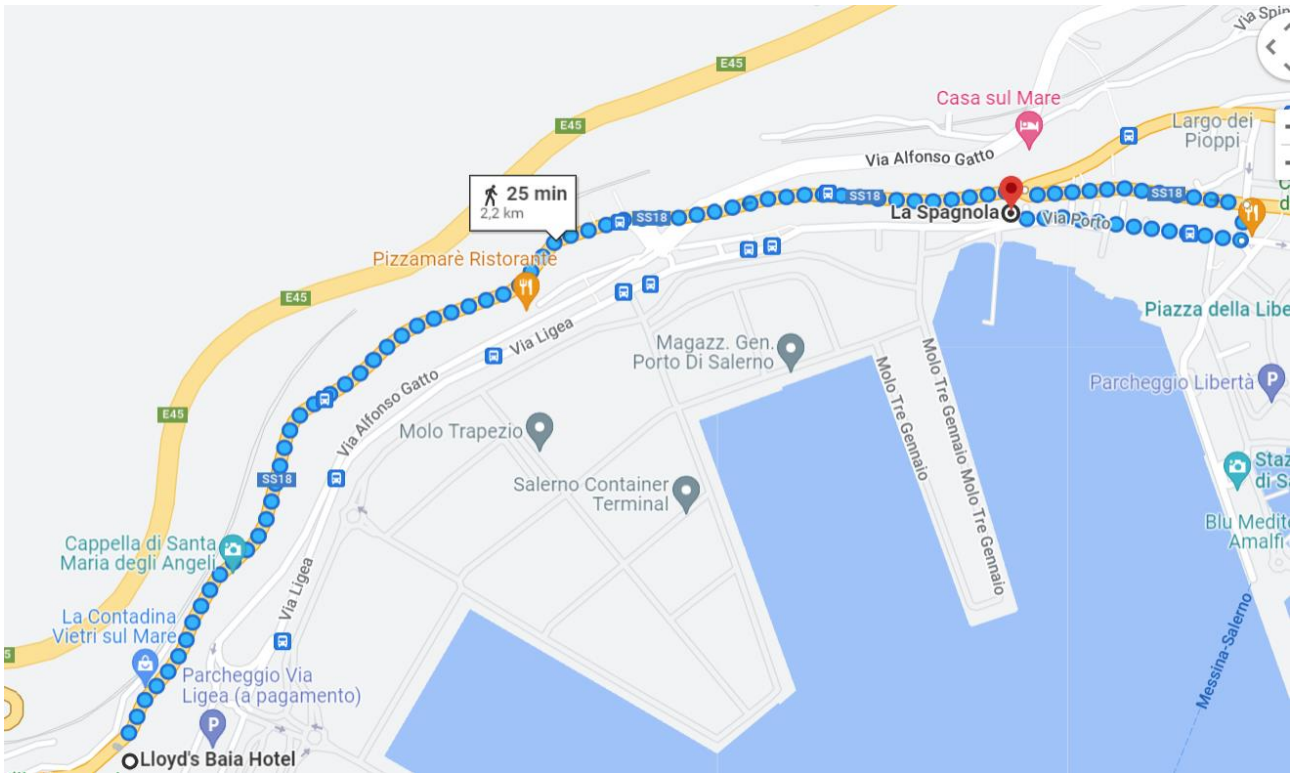 Via Spin
E45
Casa sul Mare
Largo dei
Pioppi
E45
Via Alfonso Gatto
25 min
2,2 km
SS18
SS18
SS18
La Spagnola
Via Porto
Pizzamarè Ristorante
E45
Piazza della Libe
Via Ligea
Magazz. Gen.
Porto Di Salerno
Molo Tre Gennaio
Molo Tre Gennaio
Molo Tre Gennaio
Parcheggio Libertà
P
E45
Via Alfonso Gatto
Molo Trapezio
SS18
Salerno Container
Terminal
Staz
di Sa
Blu Medite
Amalfi
Cappella di Santa
Maria degli Angeli
Via Ligea
La Contadina
Vietri sul Mare
Messina-Salerno
Parcheggio Via
Ligea (a pagamento)
P
Lloyd's Baia Hotel